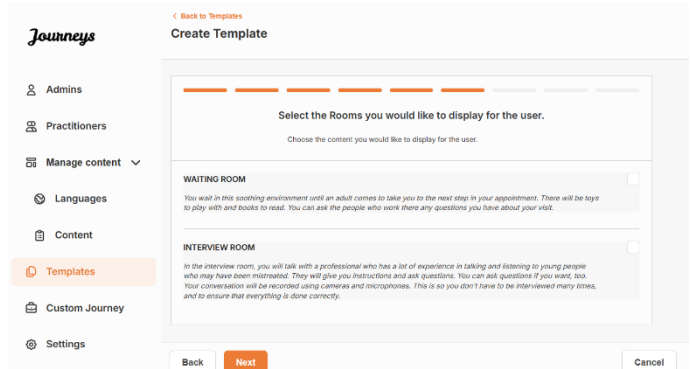 Journeys
Admins
Practitioners
Manage content
Languages
Content
Templates
Custom Journey
Settings
Back to Templates
Create Template
Select the Rooms you would like to display for the user.
Choose the content you would like to display for the user.
WAITING ROOM
You wait in this soothing environment until an adult comes to take you to the next step in your appointment. There will be toys
to play with and books to read. You can ask the people who work there any questions you have about your visit.
INTERVIEW ROOM
In the interview room, you will talk with a professional who has a lot of experience in talking and listening to young people
who may have been mistreated. They will give you instructions and ask questions. You can ask questions if you want, too.
Your conversation will be recorded using cameras and microphones. This is so you don't have to be interviewed many times,
and to ensure that everything is done correctly.
Back
Next
Cancel